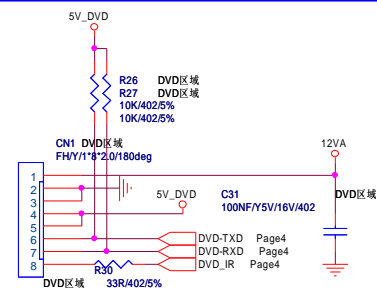 5V_DVD
R26 DVD区域
R27 DVD区域
10K/402/5%
10K/402/5%
CN1 DVD区域
FH/Y/1*8*2.0/180deg
12VA
1
2
3
4
5
6
7
8
5V_DVD
C31
DVD区域
100NF/Y5V/16V/402
DVD-TXD Page4
DVD-RXD Page4
DVD_IR Page4
R30
DVD区域 33R/402/5%